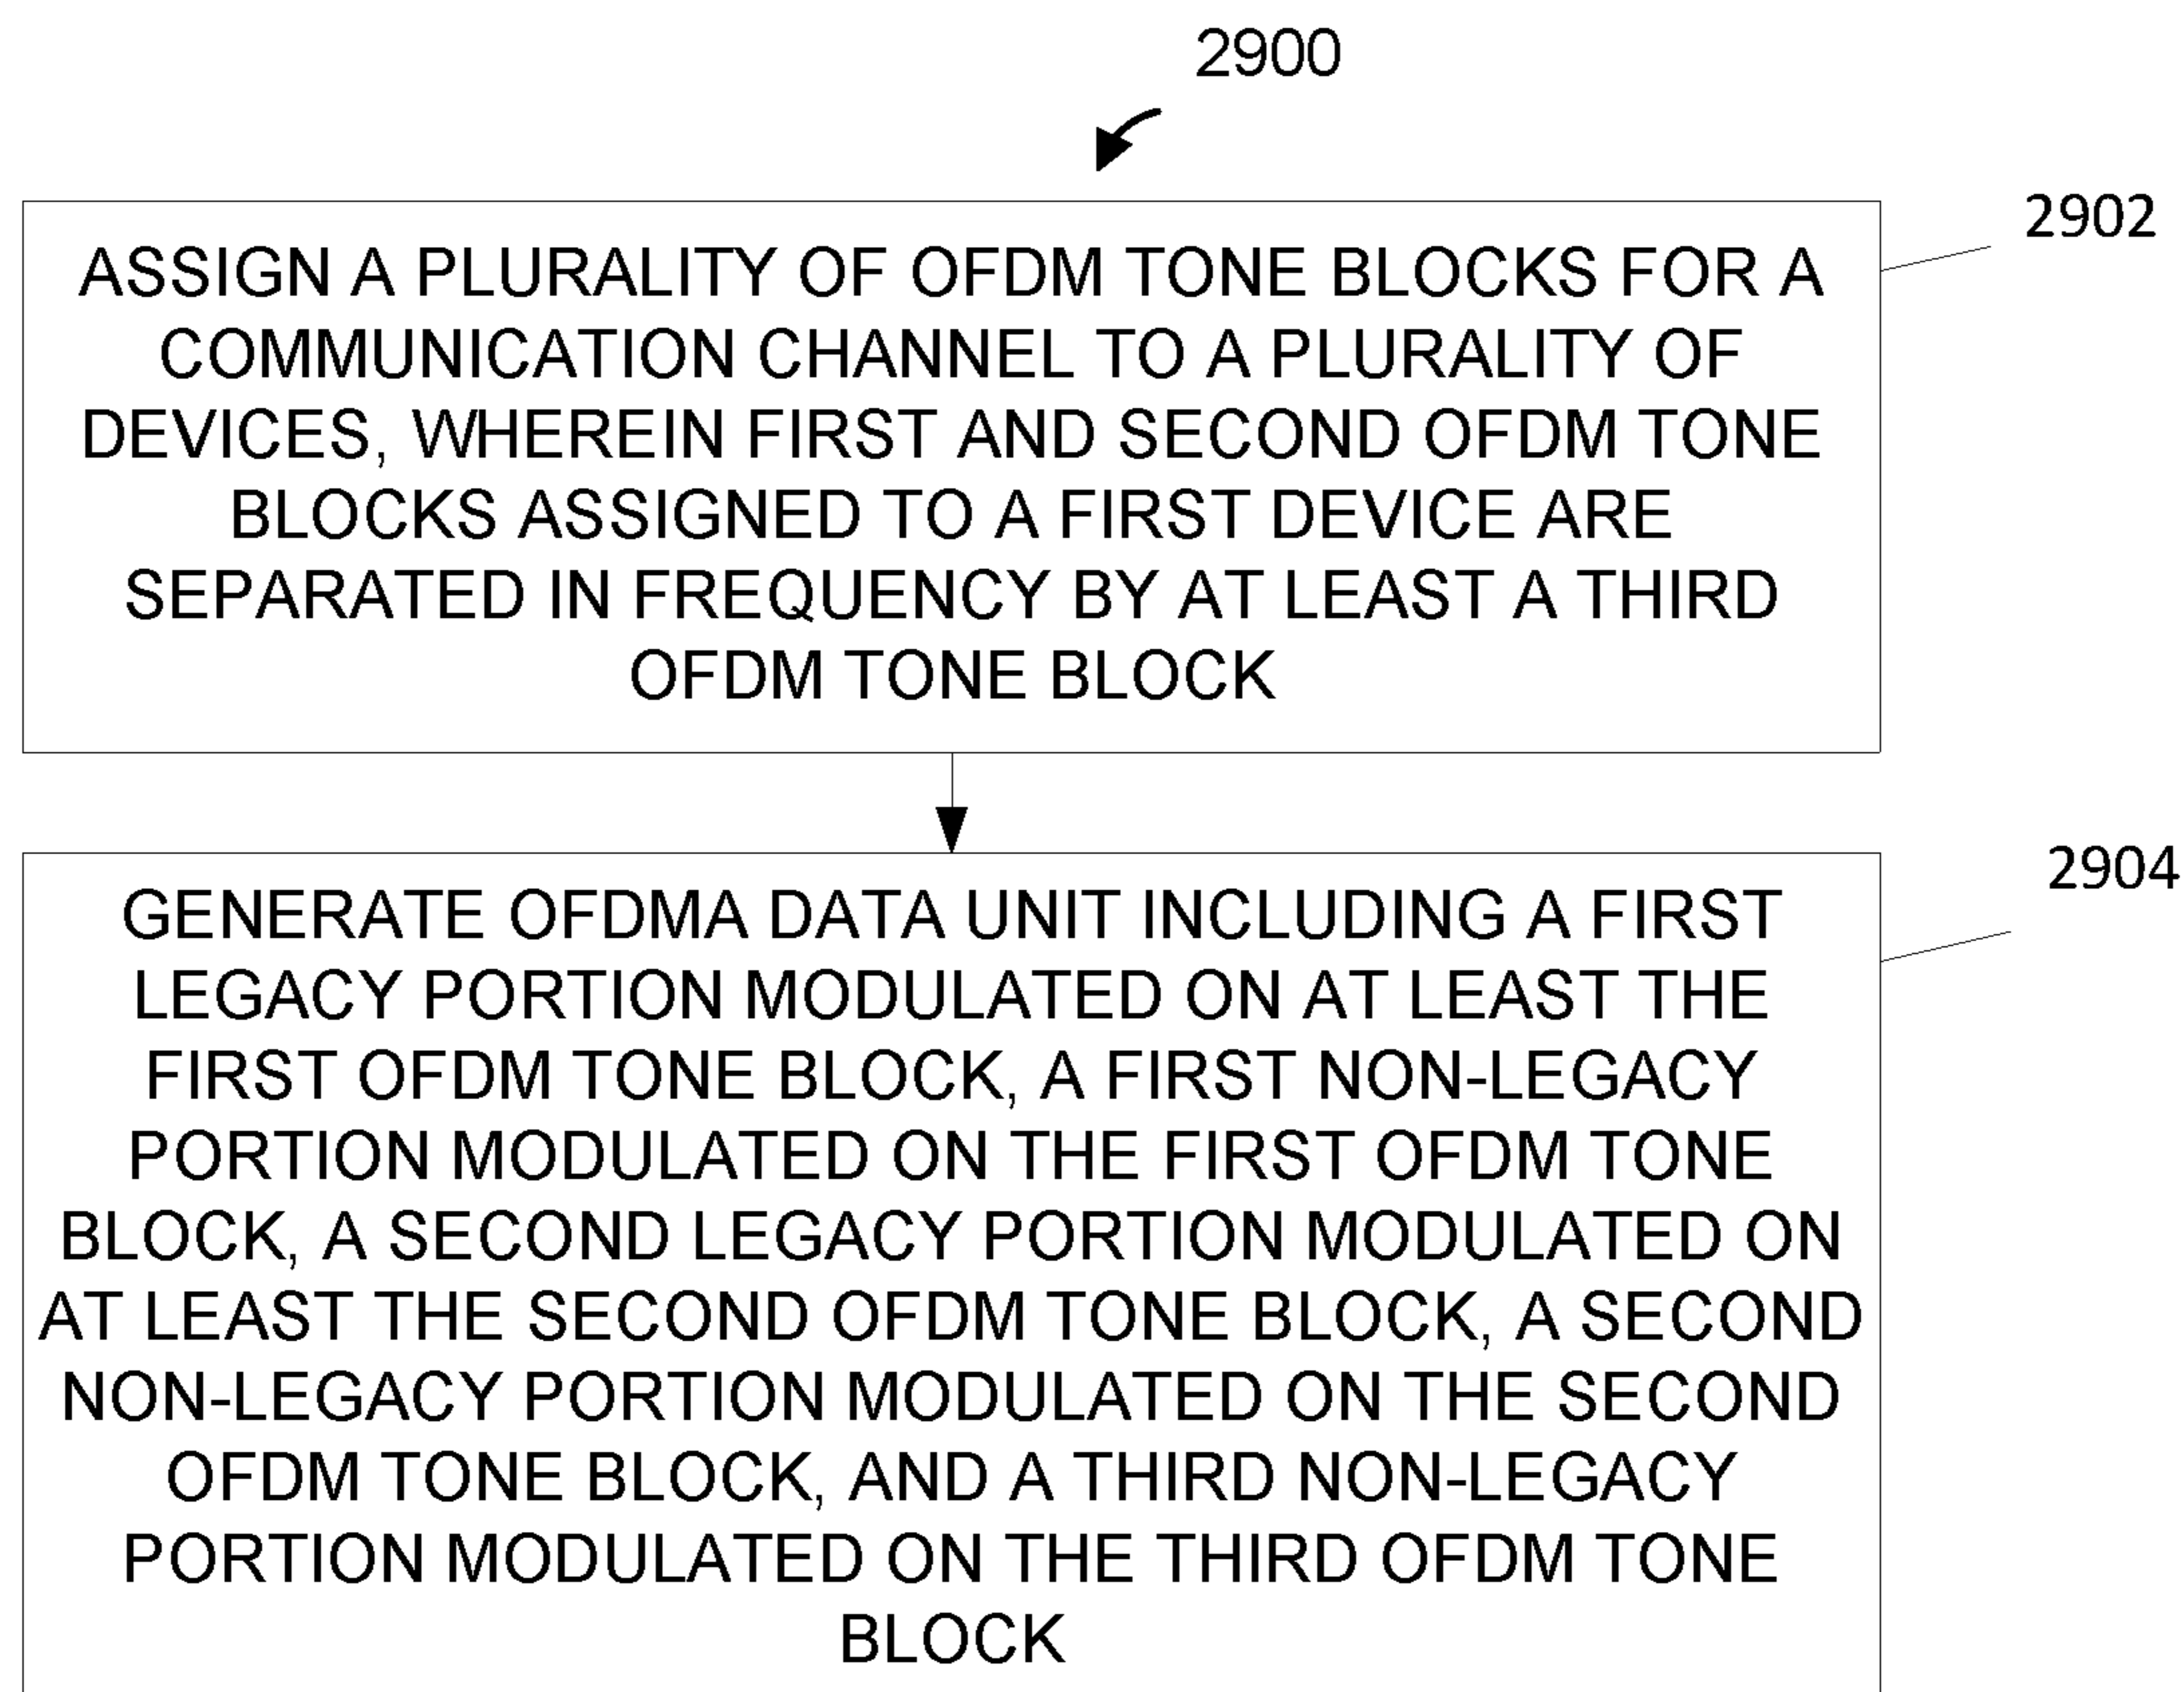 2900
2902
ASSIGN A PLURALITY OF OFDM TONE BLOCKS FOR A
COMMUNICATION CHANNEL TO A PLURALITY OF
DEVICES, WHEREIN FIRST AND SECOND OFDM TONE
BLOCKS ASSIGNED TO A FIRST DEVICE ARE
SEPARATED IN FREQUENCY BY AT LEAST A THIRD
OFDM TONE BLOCK
2904
GENERATE OFDMA DATA UNIT INCLUDING A FIRST
LEGACY PORTION MODULATED ON AT LEAST THE
FIRST OFDM TONE BLOCK, A FIRST NON-LEGACY
PORTION MODULATED ON THE FIRST OFDM TONE
BLOCK, A SECOND LEGACY PORTION MODULATED ON
AT LEAST THE SECOND OFDM TONE BLOCK, A SECOND
NON-LEGACY PORTION MODULATED ON THE SECOND
OFDM TONE BLOCK, AND A THIRD NON-LEGACY
PORTION MODULATED ON THE THIRD OFDM TONE
BLOCK